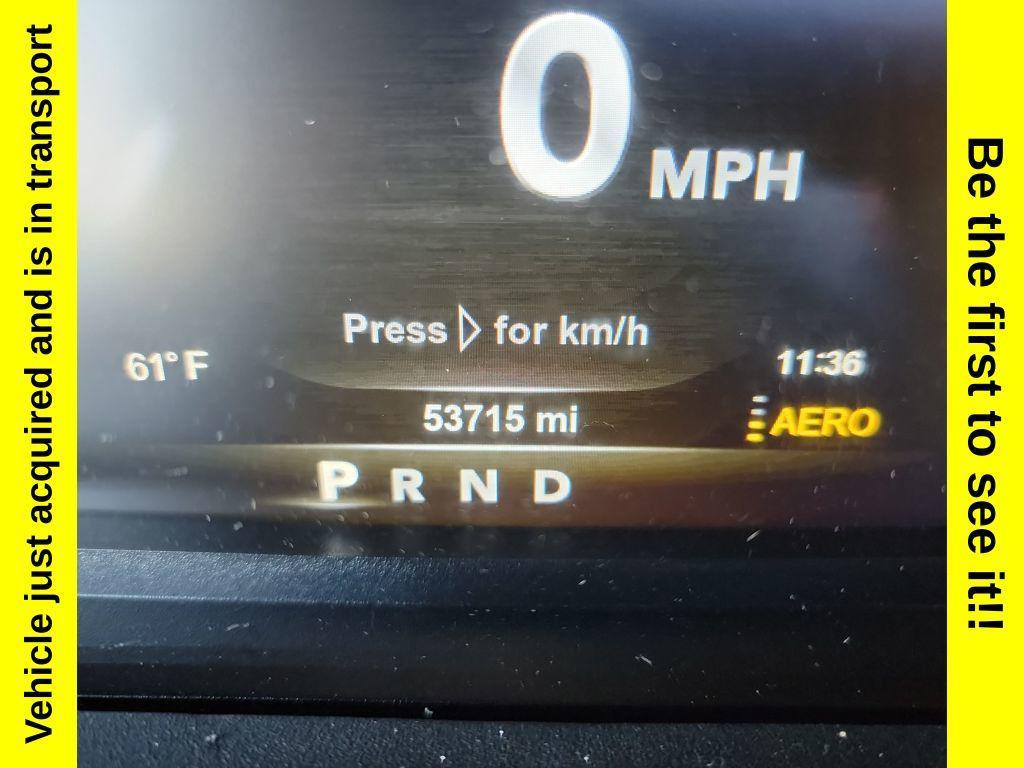 Vehicle just acquired and is in transport
0 MPH
Press ▷ for km/h
61°F
11:36
53715 mi
AERO
P R N D
Be the first to see it!!